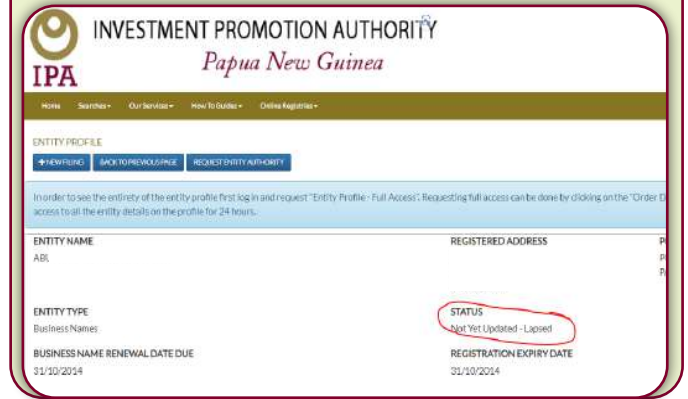 INVESTMENT PROMOTION AUTHORITY
Papua New Guinea
IPA
Home Searches Our Services How To Guides Online Registries
ENTITY PROFILE
+NEW FILING BACK TO PREVIOUS PAGE REQUEST ENTITY AUTHORITY
In order to see the entirety of the entity profile first log in and request "Entity Profile - Full Access". Requesting full access can be done by clicking on the "Order D
access to all the entity details on the profile for 24 hours.
ENTITY NAME REGISTERED ADDRESS
ABL
ENTITY TYPE STATUS
Business Names Not Yet Updated - Lapsed
BUSINESS NAME RENEWAL DATE DUE REGISTRATION EXPIRY DATE
31/10/2014 31/10/2014